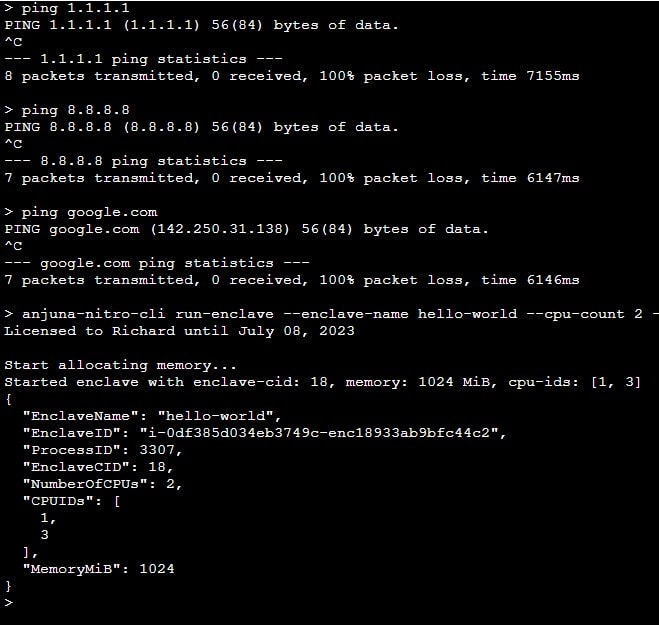 > ping 1.1.1.1
PING 1.1.1.1 (1.1.1.1) 56(84) bytes of data.
^C
--- 1.1.1.1 ping statistics ---
8 packets transmitted, 0 received, 100% packet loss, time 7155ms
> ping 8.8.8.8
PING 8.8.8.8 (8.8.8.8) 56(84) bytes of data.
^C
--- 8.8.8.8 ping statistics ---
7 packets transmitted, 0 received, 100% packet loss, time 6147ms
> ping google.com
PING google.com (142.250.31.138) 56(84) bytes of data.
^C
--- google.com ping statistics ---
7 packets transmitted, 0 received, 100% packet loss, time 6146ms
> anjuna-nitro-cli run-enclave --enclave-name hello-world --cpu-count 2 -
Licensed to Richard until July 08, 2023
Start allocating memory...
Started enclave with enclave-cid: 18, memory: 1024 MiB, cpu-ids: [1, 3]
{
  "EnclaveName": "hello-world",
  "EnclaveID": "i-0df385d034eb3749c-enc18933ab9bfc44c2",
  "ProcessID": 3307,
  "EnclaveCID": 18,
  "NumberOfCPUs": 2,
  "CPUIDs": [
    1,
    3
  ],
  "MemoryMiB": 1024
}
>